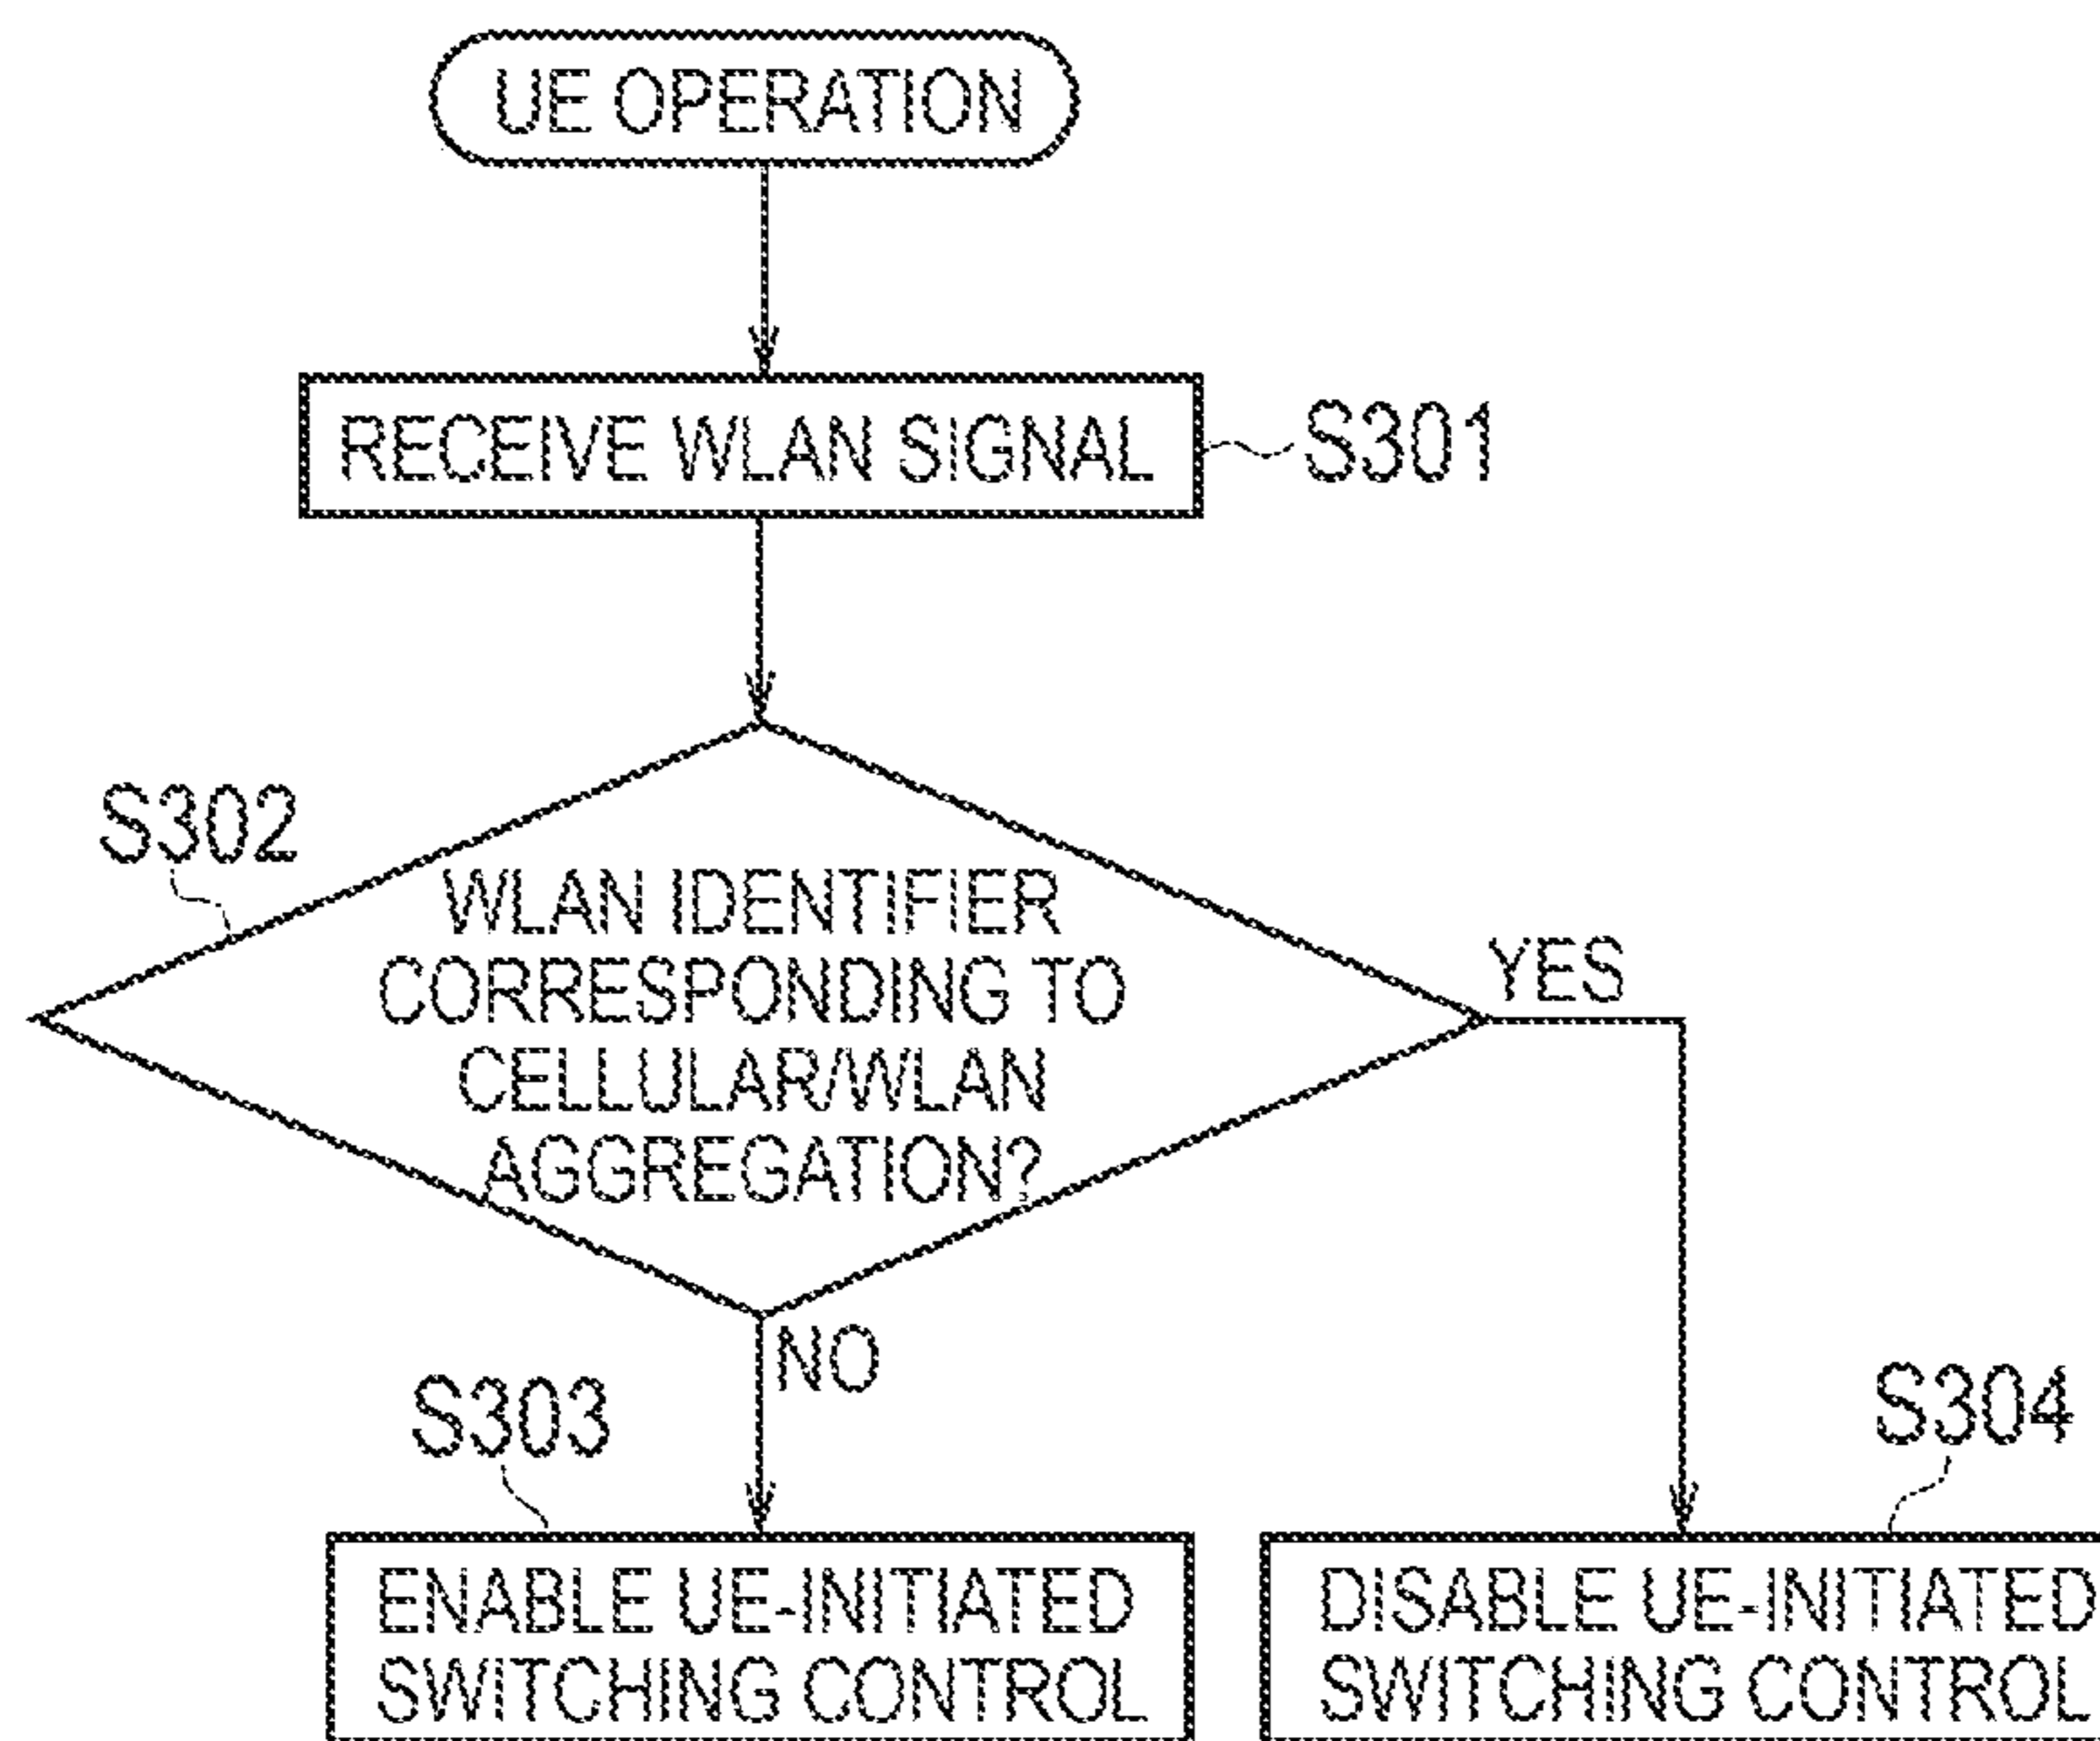 UE OPERATION
RECEIVE WLAN SIGNAL
S301
S302
WLAN IDENTIFIER
CORRESPONDING TO
CELLULAR/WLAN
AGGREGATION?
YES
NO
S303
ENABLE UE-INITIATED
SWITCHING CONTROL
S304
DISABLE UE-INITIATED
SWITCHING CONTROL